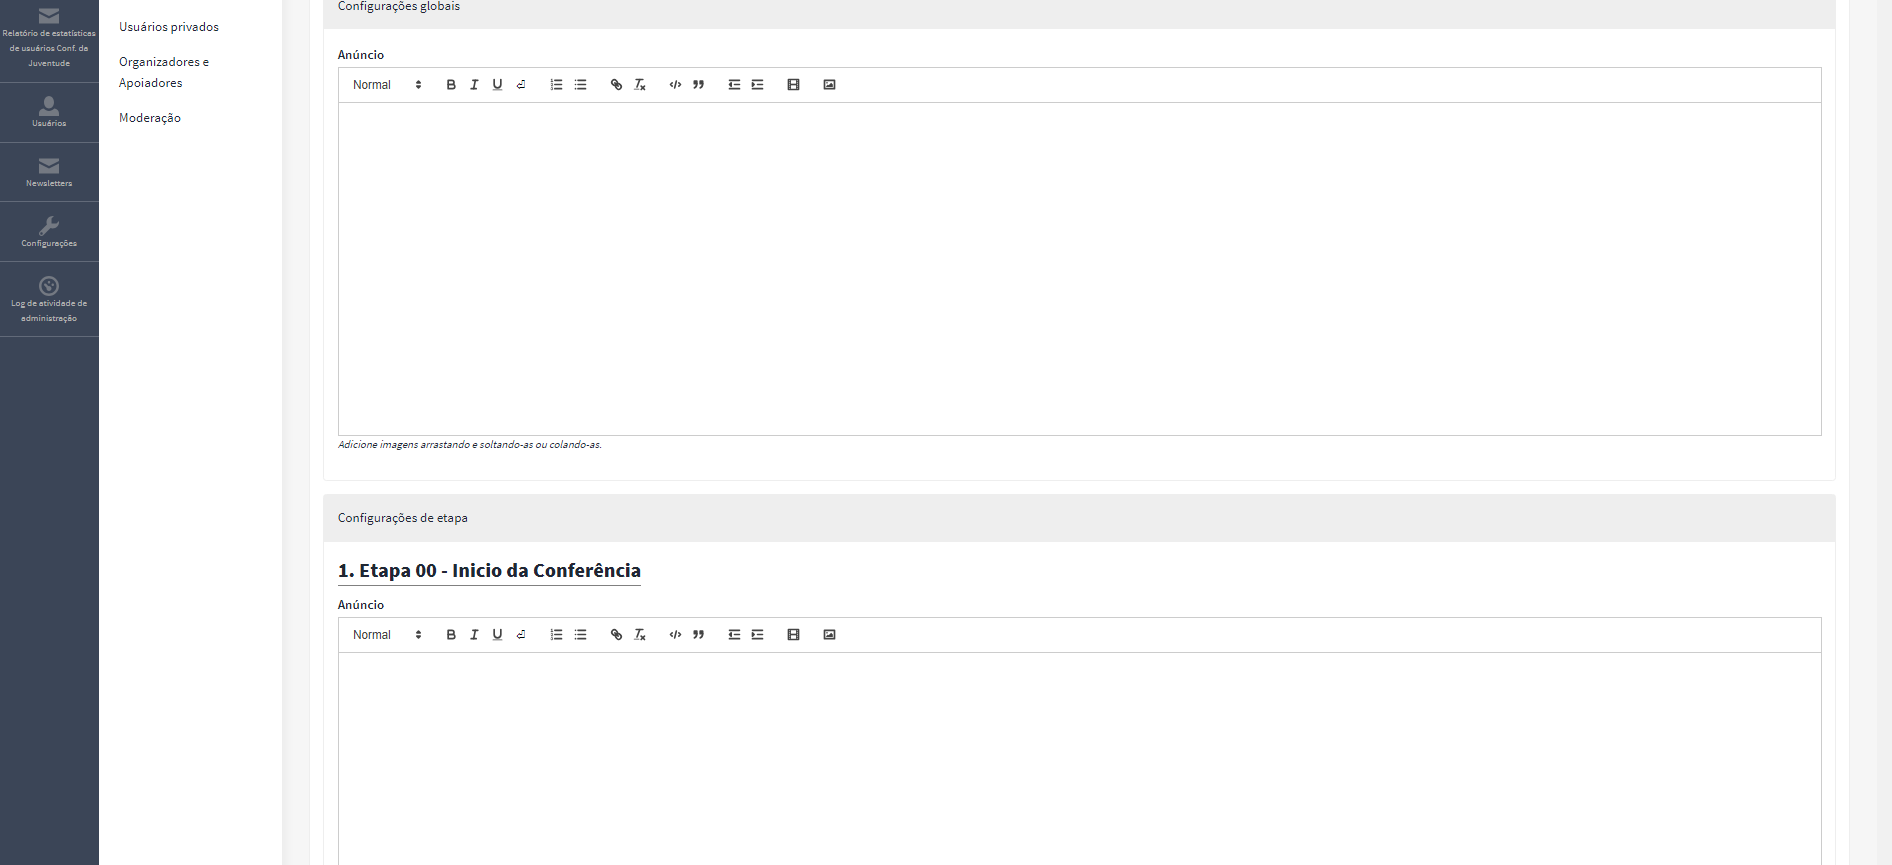 Relatório de estatísticas
de usuários Conf. da
Juventude
Usuários
Newsletters
Configurações
Log de atividade de
administração
Usuários privados
Organizadores e
Apoiadores
Moderação
Configurações globais
Anúncio
Normal
Adicione imagens arrastando e soltando-as ou colando-as.
Configurações de etapa
1. Etapa 00 - Inicio da Conferência
Anúncio
Normal